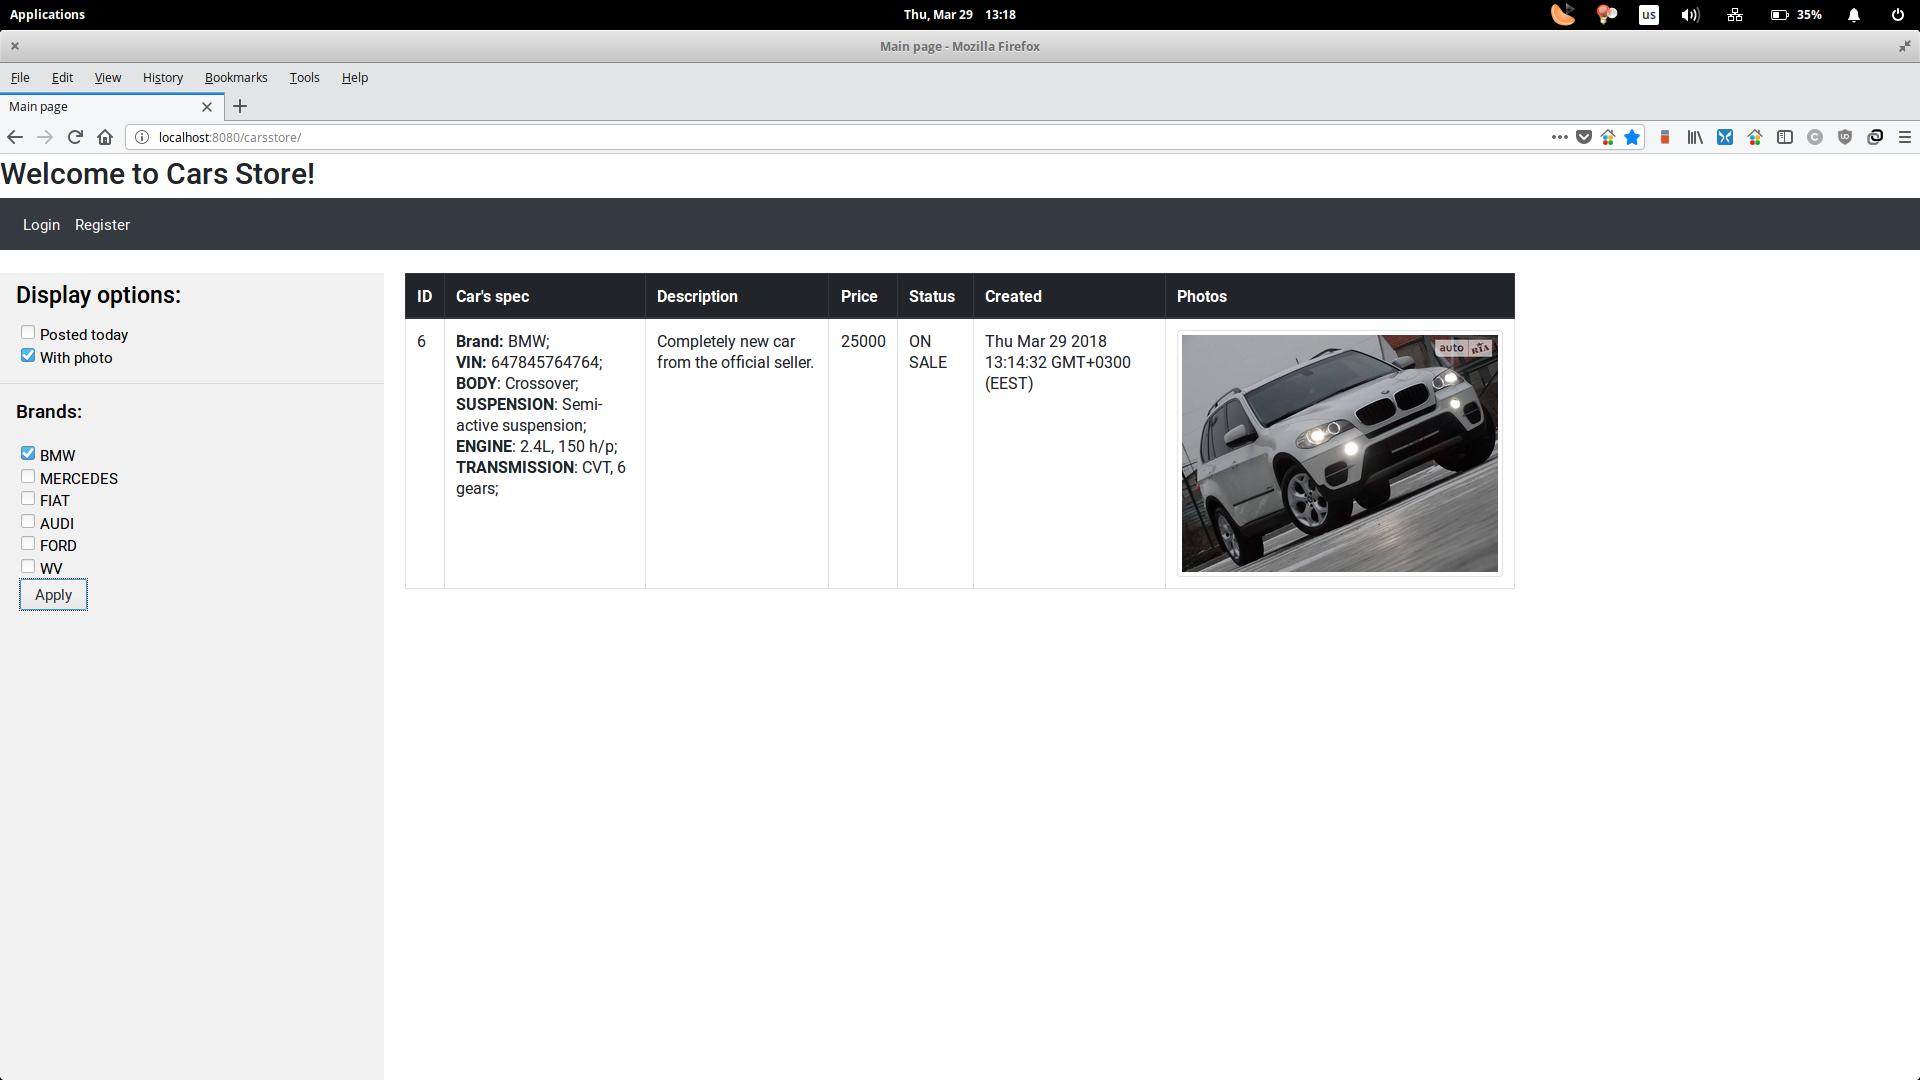 Applications
Thu, Mar 29 13:18
us
35%
Main page - Mozilla Firefox
File Edit View History Bookmarks Tools Help
Main page
localhost:8080/carsstore/
Welcome to Cars Store!
Login Register
Display options:
Posted today
With photo
Brands:
BMW
MERCEDES
FIAT
AUDI
FORD
WV
Apply
ID Car's spec Description Price Status Created Photos
6
Brand: BMW;
VIN: 647845764764;
BODY: Crossover;
SUSPENSION: Semi-
active suspension;
ENGINE: 2.4L, 150 h/p;
TRANSMISSION: CVT, 6
gears;
Completely new car
from the official seller.
25000
ON
SALE
Thu Mar 29 2018
13:14:32 GMT+0300
(EEST)
auto RIA